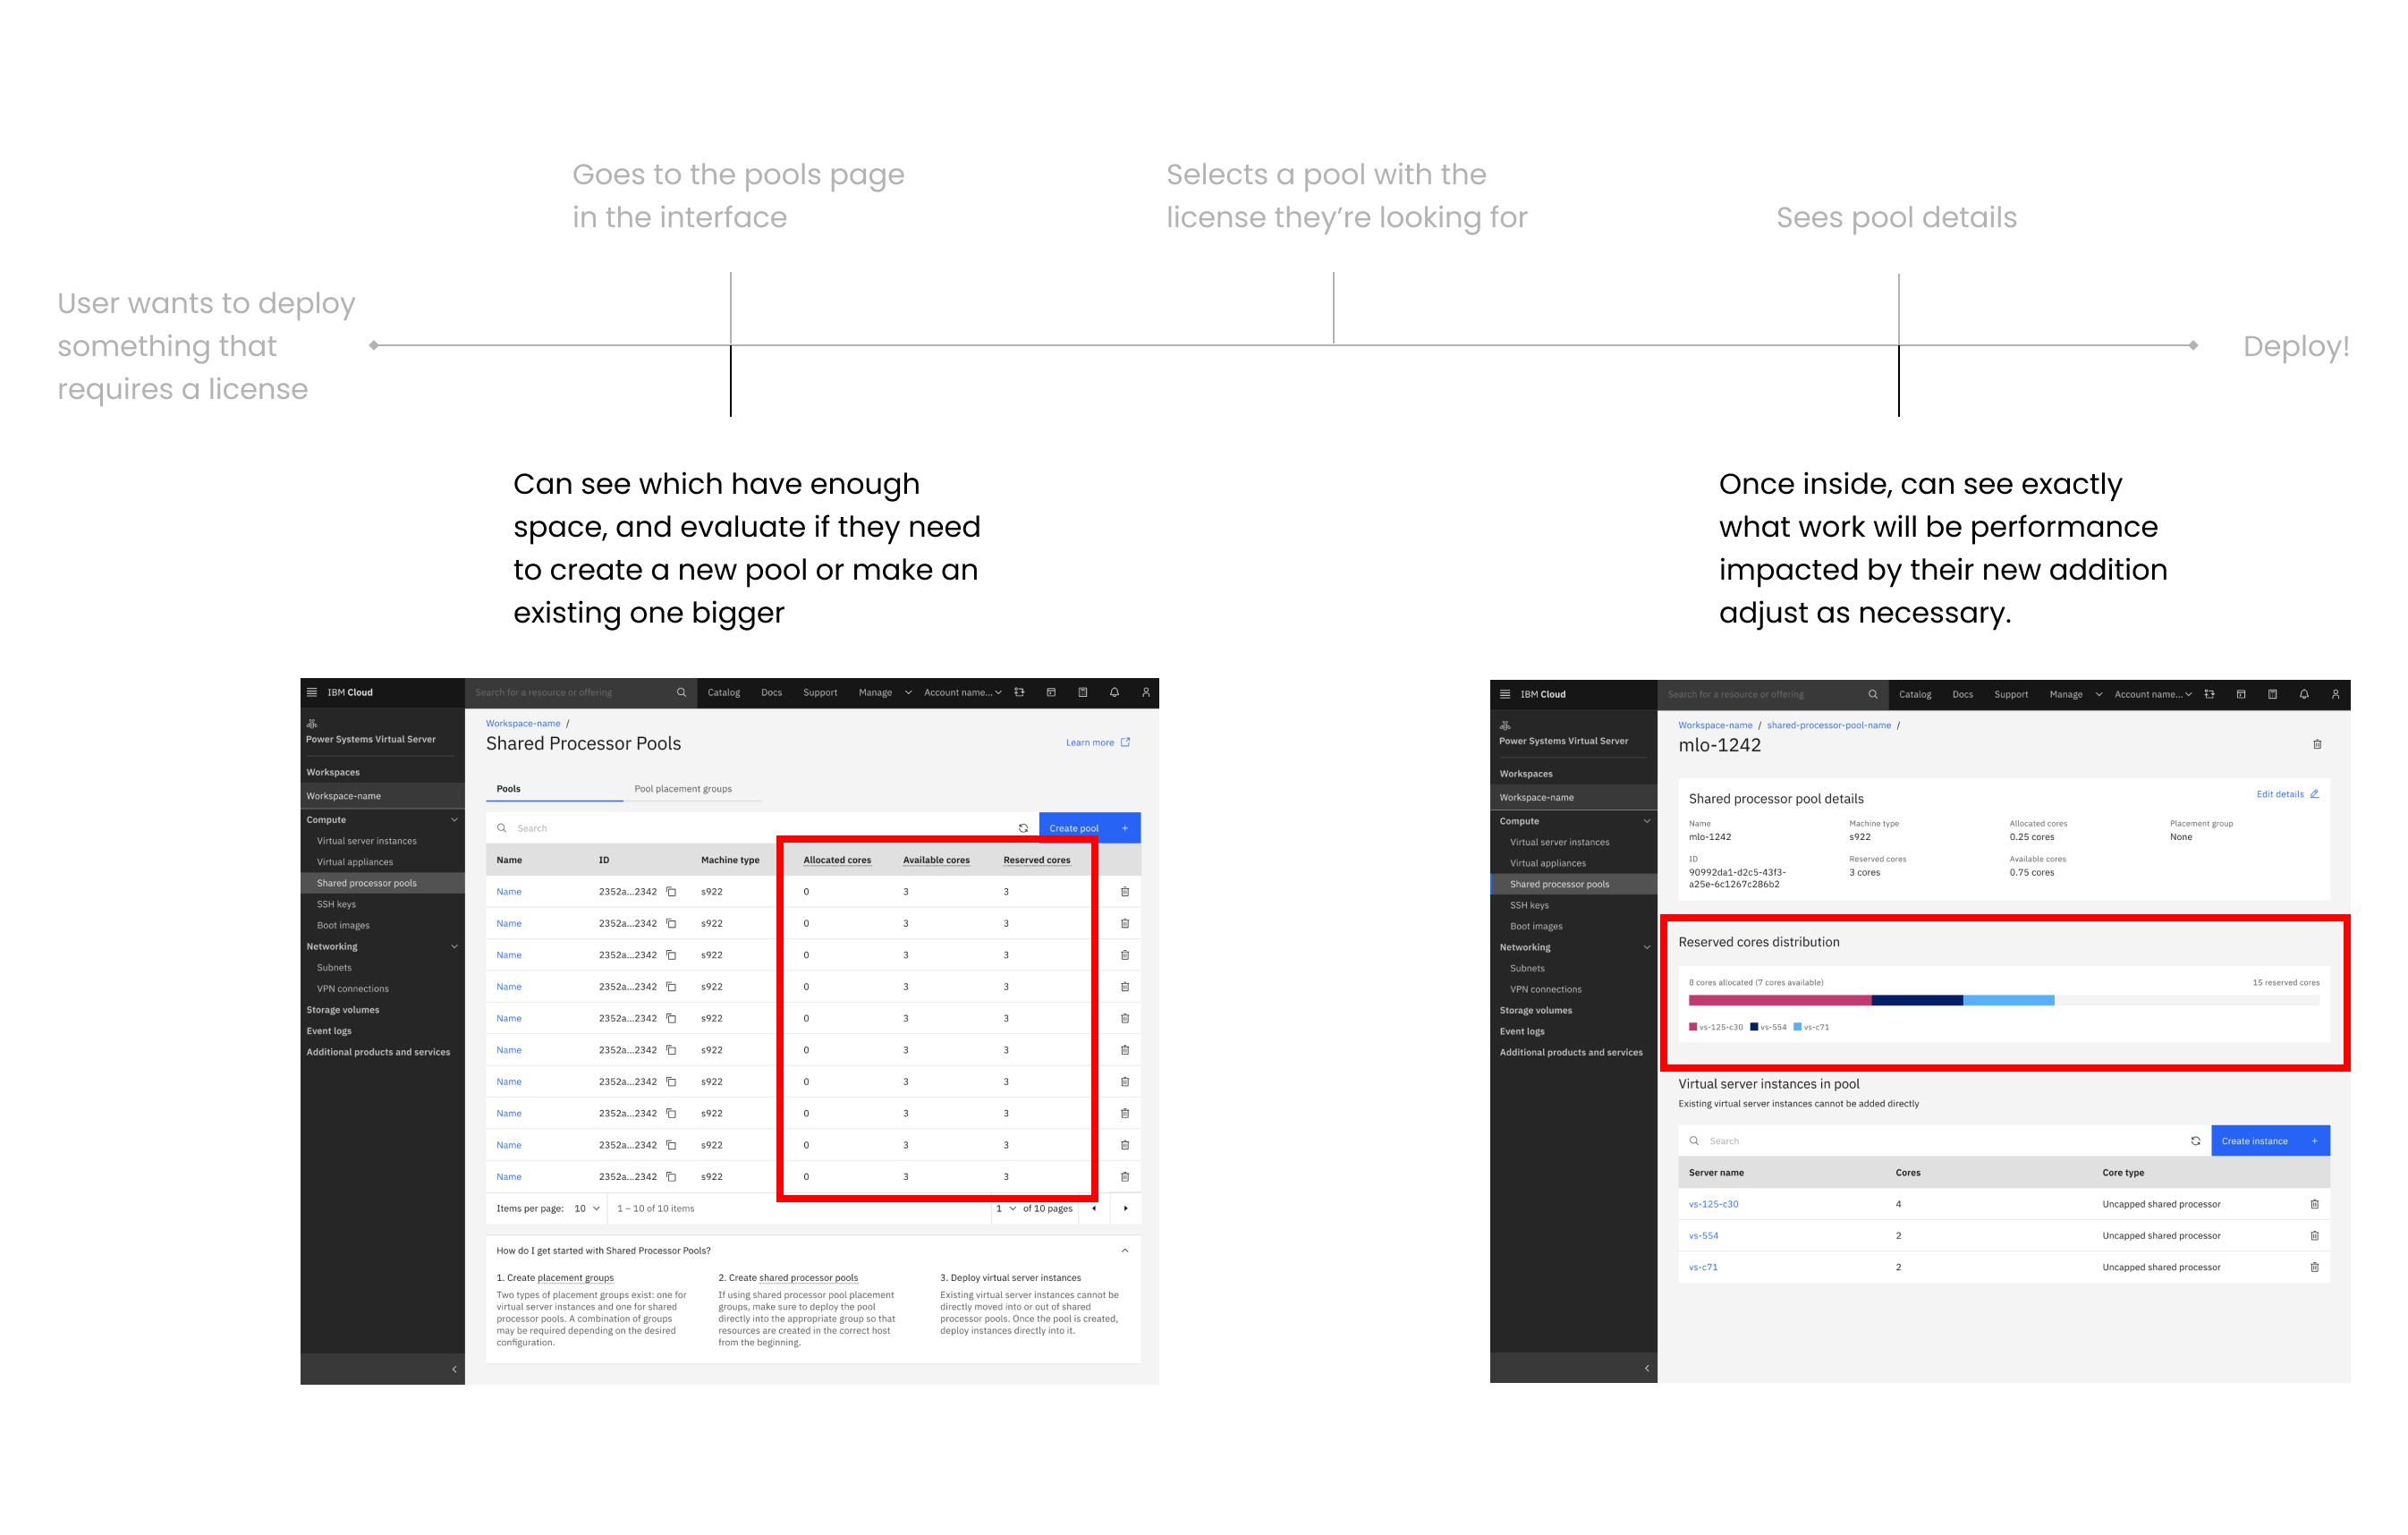 Goes to the pools page
in the interface
Selects a pool with the
license they’re looking for
Sees pool details
User wants to deploy
something that
requires a license
Deploy!
Can see which have enough
space, and evaluate if they need
to create a new pool or make an
existing one bigger
Once inside, can see exactly
what work will be performance
impacted by their new addition
adjust as necessary.
IBM Cloud
Search for a resource or offering
Catalog Docs Support Manage Account name...
Power Systems Virtual Server
Workspaces
Workspace-name
Compute
Virtual server instances
Virtual appliances
Shared processor pools
SSH keys
Boot images
Networking
Subnets
VPN connections
Storage volumes
Event logs
Additional products and services
Workspace-name /
Shared Processor Pools
Learn more
Pools Pool placement groups
Search
Create pool +
Name ID Machine type Allocated cores Available cores Reserved cores
Name 2352a...2342 s922 0 3 3
Name 2352a...2342 s922 0 3 3
Name 2352a...2342 s922 0 3 3
Name 2352a...2342 s922 0 3 3
Name 2352a...2342 s922 0 3 3
Name 2352a...2342 s922 0 3 3
Name 2352a...2342 s922 0 3 3
Name 2352a...2342 s922 0 3 3
Name 2352a...2342 s922 0 3 3
Name 2352a...2342 s922 0 3 3
Items per page: 10 1 – 10 of 10 items 1 of 10 pages
How do I get started with Shared Processor Pools?
1. Create placement groups
Two types of placement groups exist: one for
virtual server instances and one for shared
processor pools. A combination of groups
may be required depending on the desired
configuration.
2. Create shared processor pools
If using shared processor pool placement
groups, make sure to deploy the pool
directly into the appropriate group so that
resources are created in the correct host
from the beginning.
3. Deploy virtual server instances
Existing virtual server instances cannot be
directly moved into or out of shared
processor pools. Once the pool is created,
deploy instances directly into it.
IBM Cloud
Search for a resource or offering
Catalog Docs Support Manage Account name...
Power Systems Virtual Server
Workspaces
Workspace-name
Compute
Virtual server instances
Virtual appliances
Shared processor pools
SSH keys
Boot images
Networking
Subnets
VPN connections
Storage volumes
Event logs
Additional products and services
Workspace-name / shared-processor-pool-name /
mlo-1242
Shared processor pool details
Edit details
Name Machine type Allocated cores Placement group
mlo-1242 s922 0.25 cores None
ID Reserved cores Available cores
90992da1-d2c5-43f3- 3 cores 0.75 cores
a25e-6c1267c286b2
Reserved cores distribution
8 cores allocated (7 cores available) 15 reserved cores
vs-125-c30 vs-554 vs-c71
Virtual server instances in pool
Existing virtual server instances cannot be added directly
Search
Create instance +
Server name Cores Core type
vs-125-c30 4 Uncapped shared processor
vs-554 2 Uncapped shared processor
vs-c71 2 Uncapped shared processor